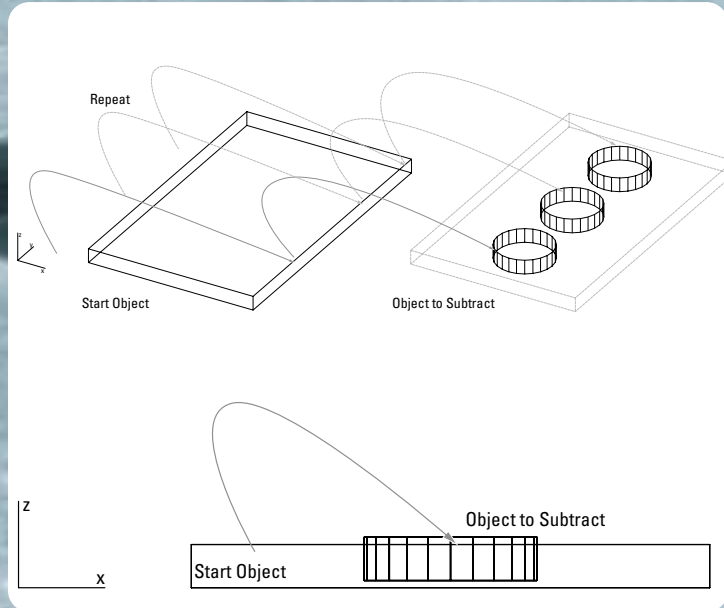 Repeat
z
y
x
Start Object
Object to Subtract
Z
X
Object to Subtract
Start Object